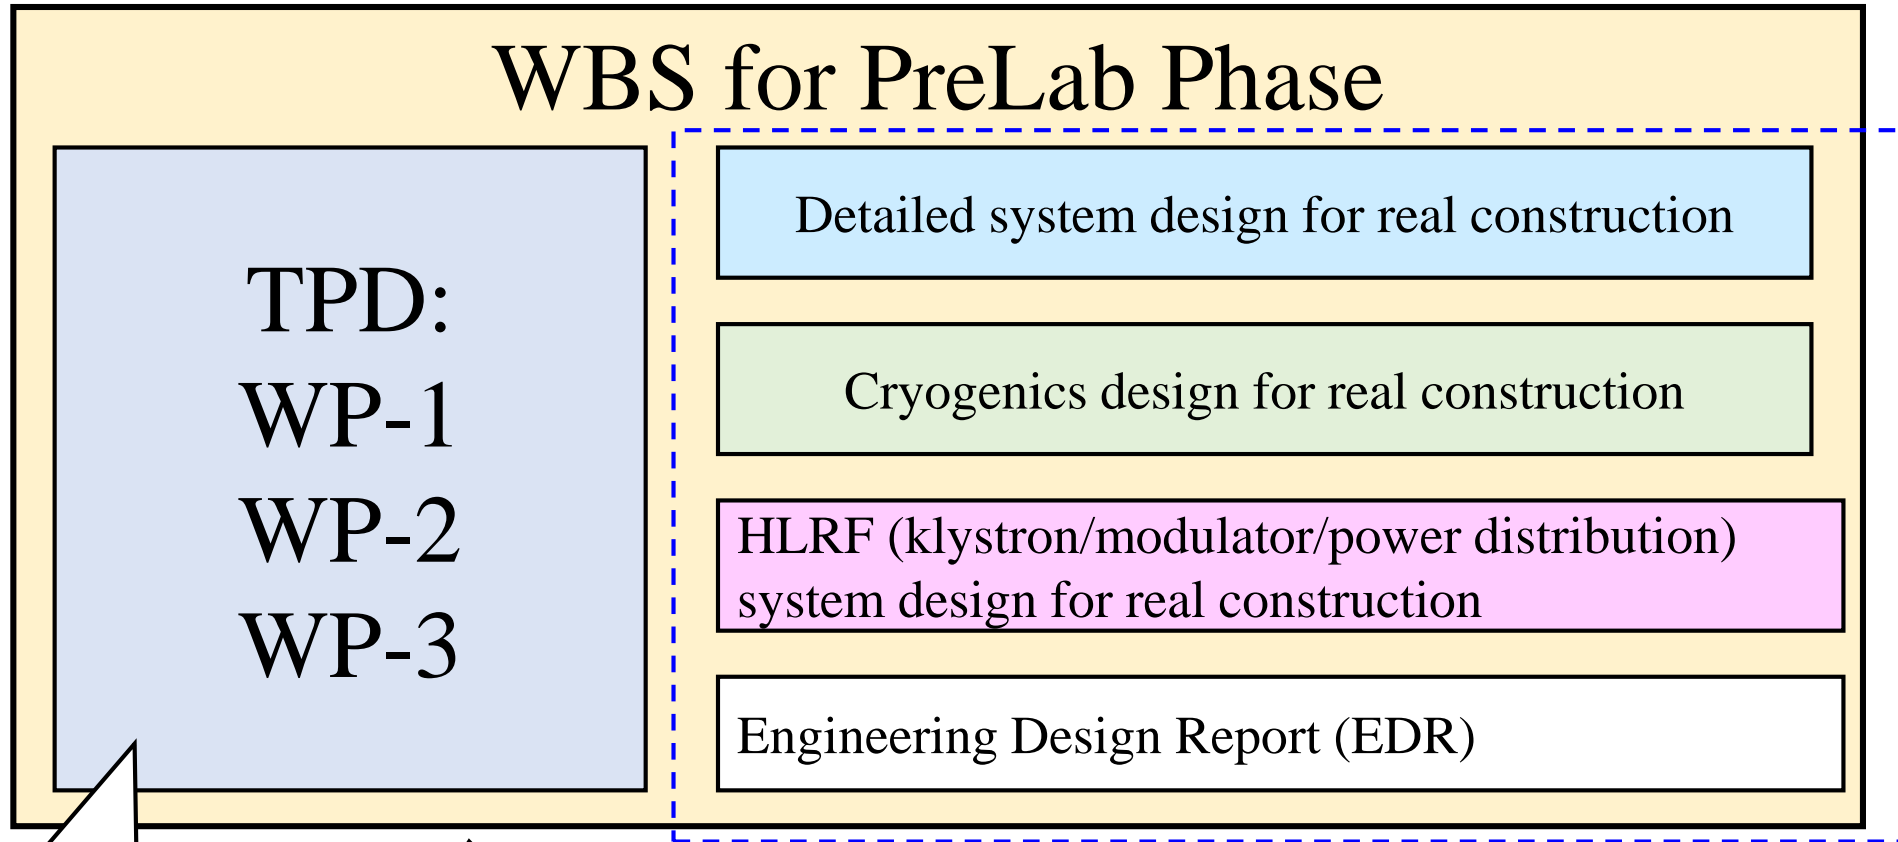 WBS for PreLab Phase
TPD:
WP-1
WP-2
WP-3
Detailed system design for real construction
Cryogenics design for real construction
HLRF (klystron/modulator/power distribution)
system design for real construction
Engineering Design Report (EDR)